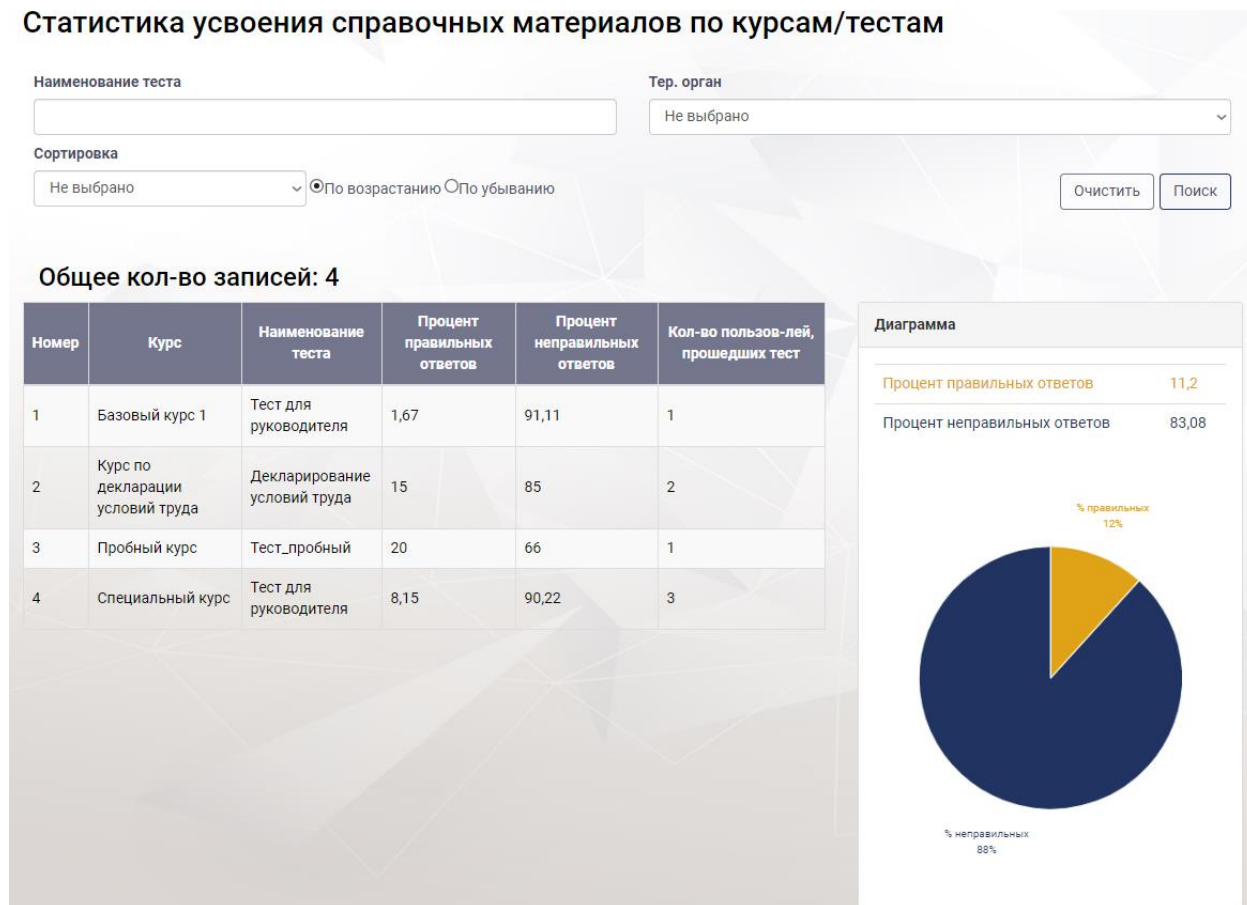 Статистика усвоения справочных материалов по курсам/тестам
Наименование теста
Тер. орган
Не выбрано
Сортировка
Не выбрано
По возрастанию
По убыванию
Очистить
Поиск
Общее кол-во записей: 4
Номер
Курс
Наименование
теста
Процент
правильных
ответов
Процент
неправильных
ответов
Кол-во пользов-лей,
прошедших тест
1
Базовый курс 1
Тест для
руководителя
1,67
91,11
1
2
Курс по
декларации
условий труда
Декларирование
условий труда
15
85
2
3
Пробный курс
Тест_пробный
20
66
1
4
Специальный курс
Тест для
руководителя
8,15
90,22
3
Диаграмма
Процент правильных ответов 11,2
Процент неправильных ответов 83,08
% правильных
12%
% неправильных
88%